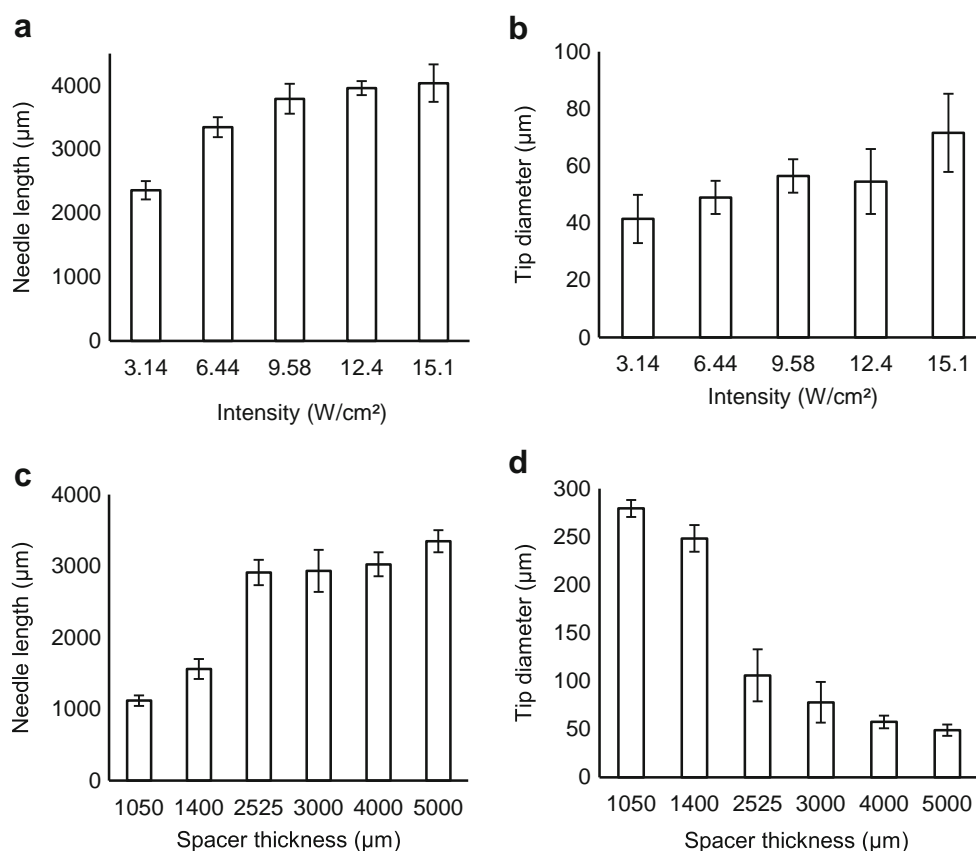 a
Needle length (µm)
4000
3000
2000
1000
0
3.14 6.44 9.58 12.4 15.1
Intensity (W/cm²)
b
Tip diameter (µm)
100
80
60
40
20
0
3.14 6.44 9.58 12.4 15.1
Intensity (W/cm²)
c
Needle length (µm)
4000
3000
2000
1000
0
1050 1400 2525 3000 4000 5000
Spacer thickness (µm)
d
Tip diameter (µm)
300
250
200
150
100
50
0
1050 1400 2525 3000 4000 5000
Spacer thickness (µm)